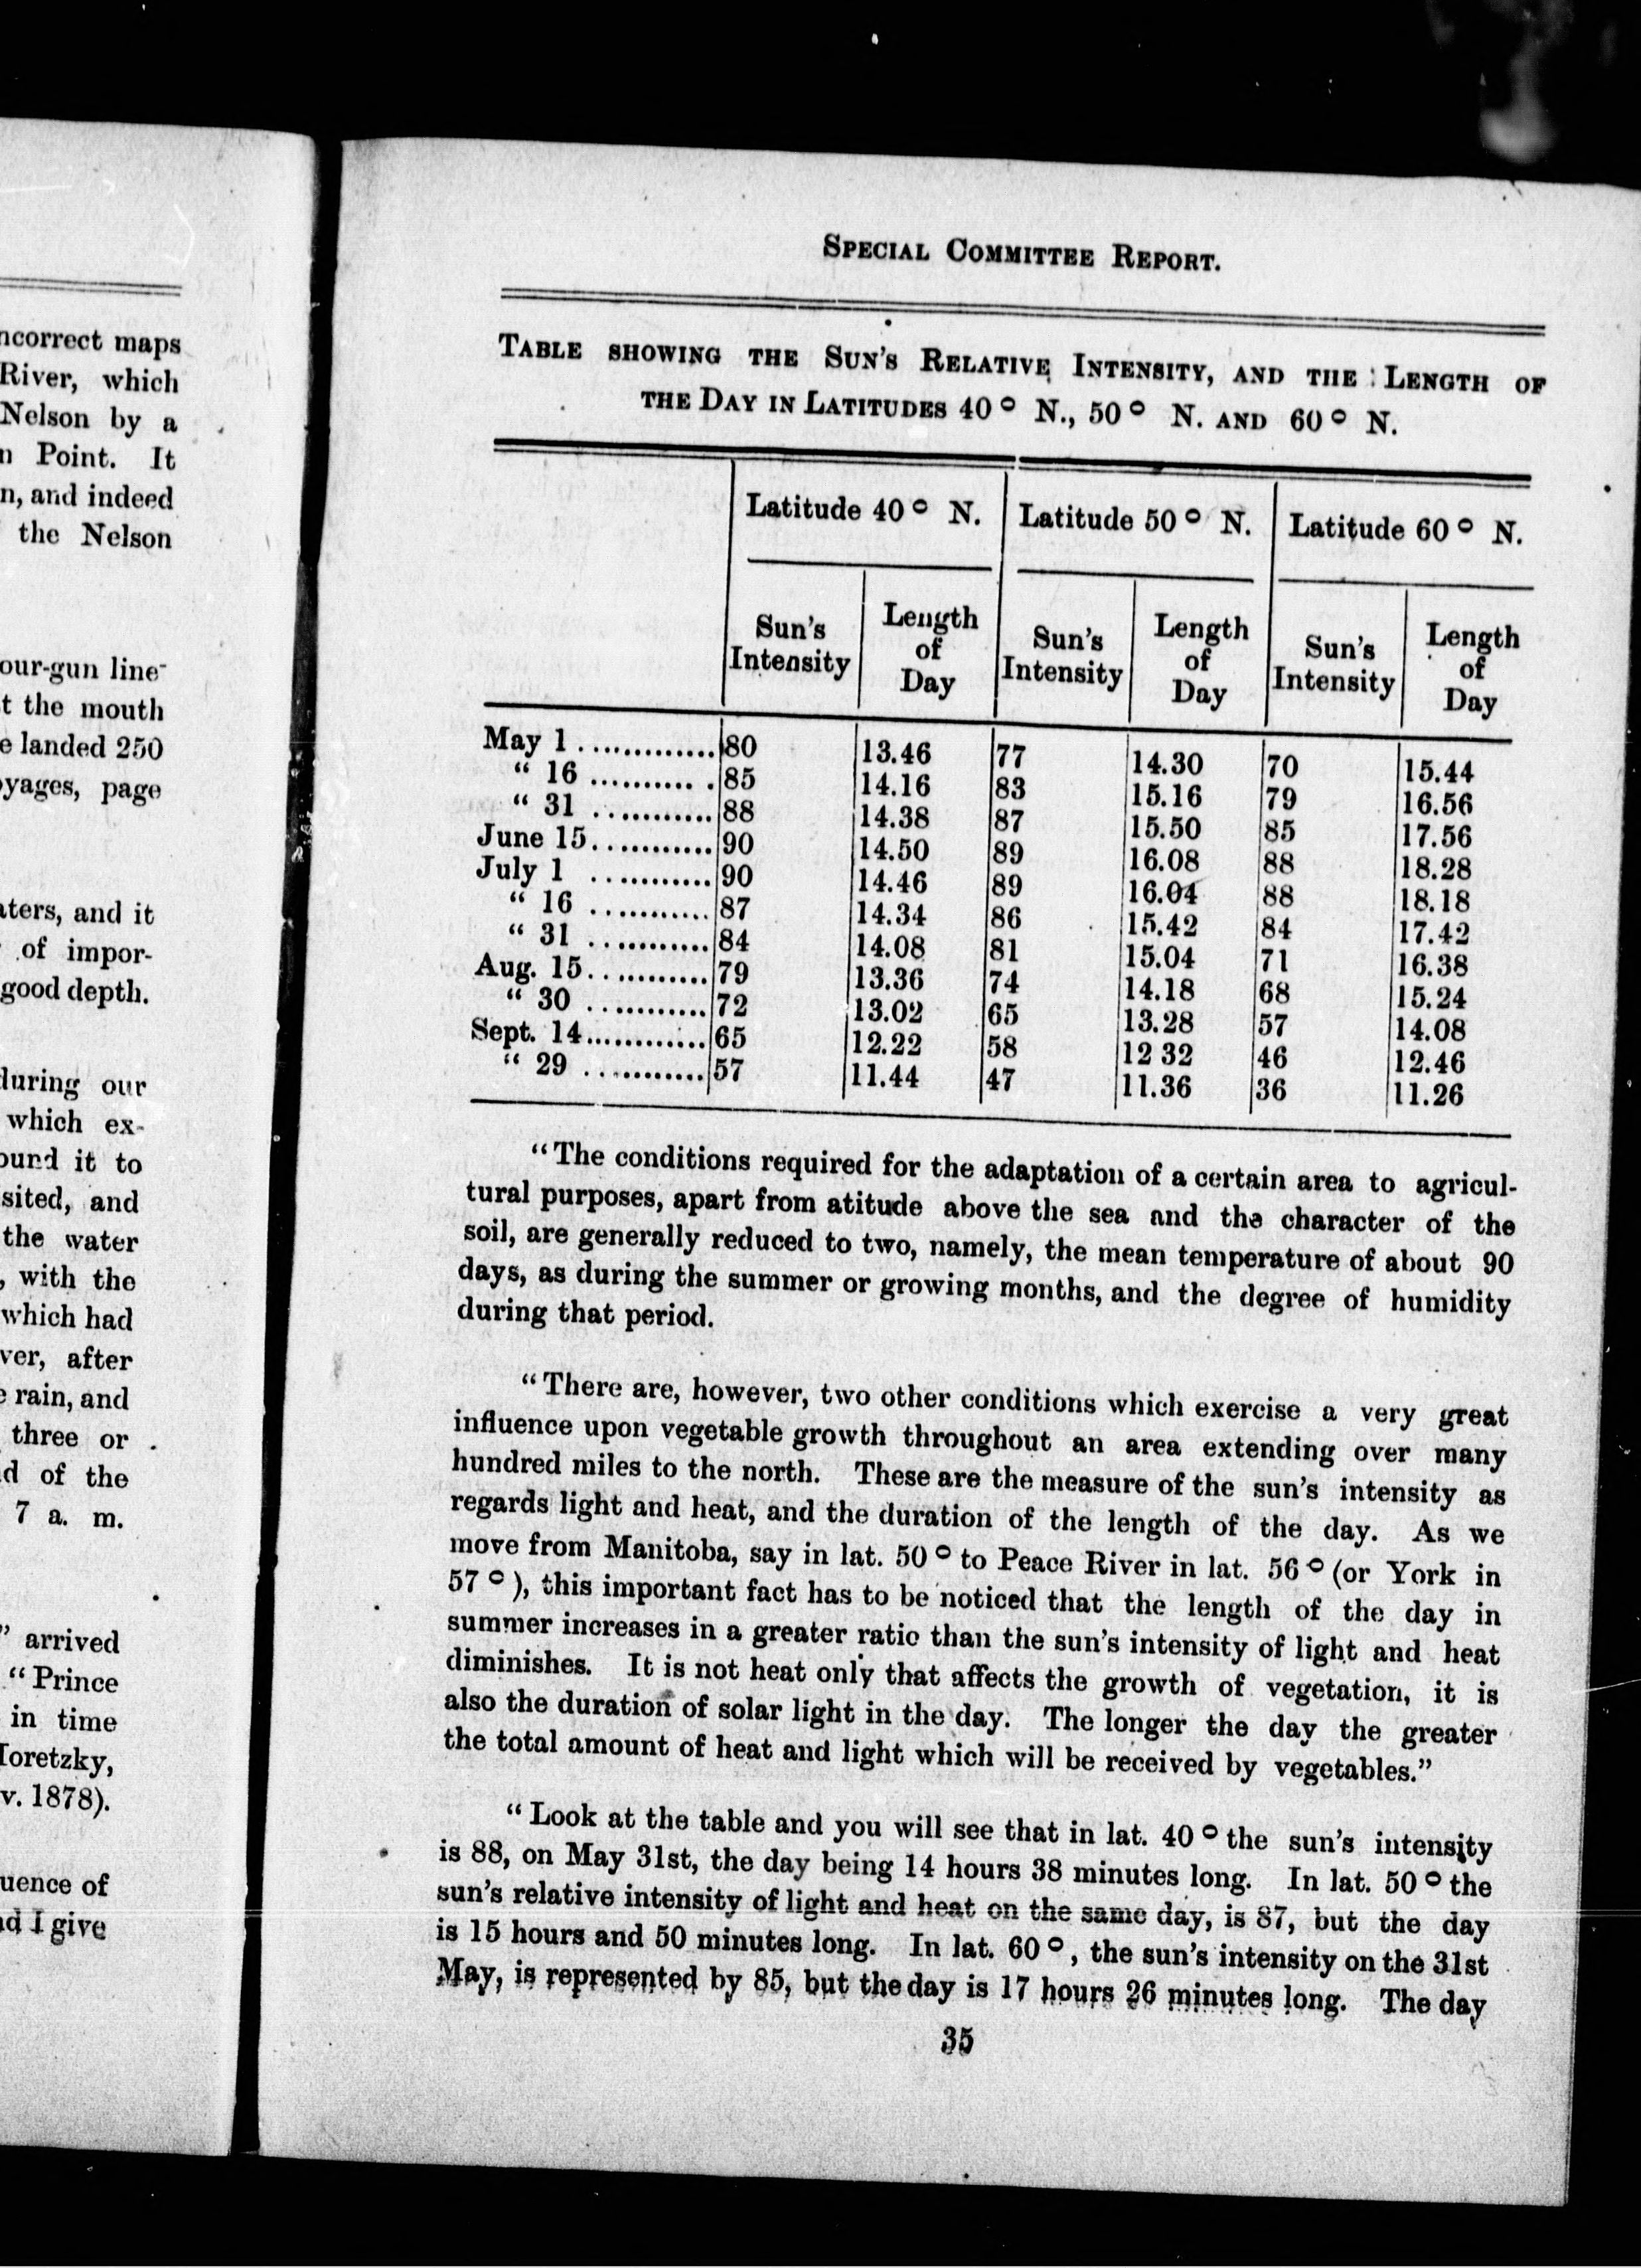 ncorrect maps
River, which
Nelson by a
Point. It
n, and indeed
the Nelson
our-gun line-
t the mouth
e landed 250
oyages, page
aters, and it
of impor-
good depth.
during our
which ex-
ound it to
sited, and
the water
, with the
which had
ver, after
rain, and
three or
d of the
7 a. m.
" arrived
"Prince
in time
Horetzky,
v. 1878).
uence of
nd I give
SPECIAL COMMITTEE REPORT.
TABLE SHOWING THE SUN'S RELATIVE INTENSITY, AND THE LENGTH OF
THE DAY IN LATITUDES 40° N., 50° N. AND 60° N.
Latitude 40° N. Latitude 50° N. Latitude 60° N.
Sun's Intensity Length of Day Sun's Intensity Length of Day Sun's Intensity Length of Day
May 1............. 80 13.46 77 14.30 70 15.44
" 16 ........... 85 14.16 83 15.16 79 16.56
" 31 ........... 88 14.38 87 15.50 85 17.56
June 15........... 90 14.50 89 16.08 88 18.28
July 1 ........... 90 14.46 89 16.04 88 18.18
" 16 ........... 87 14.34 86 15.42 84 17.42
" 31 ........... 84 14.08 81 15.04 71 16.38
Aug. 15........... 79 13.36 74 14.18 68 15.24
" 30 ........... 72 13.02 65 13.28 57 14.08
Sept. 14........... 65 12.22 58 12 32 46 12.46
" 29 ........... 57 11.44 47 11.36 36 11.26
"The conditions required for the adaptation of a certain area to agricul-
tural purposes, apart from atitude above the sea and the character of the
soil, are generally reduced to two, namely, the mean temperature of about 90
days, as during the summer or growing months, and the degree of humidity
during that period.
"There are, however, two other conditions which exercise a very great
influence upon vegetable growth throughout an area extending over many
hundred miles to the north. These are the measure of the sun's intensity as
regards light and heat, and the duration of the length of the day. As we
move from Manitoba, say in lat. 50° to Peace River in lat. 56° (or York in
57°), this important fact has to be noticed that the length of the day in
summer increases in a greater ratio than the sun's intensity of light and heat
diminishes. It is not heat only that affects the growth of vegetation, it is
also the duration of solar light in the day. The longer the day the greater
the total amount of heat and light which will be received by vegetables."
"Look at the table and you will see that in lat. 40° the sun's intensity
is 88, on May 31st, the day being 14 hours 38 minutes long. In lat. 50° the
sun's relative intensity of light and heat on the same day, is 87, but the day
is 15 hours and 50 minutes long. In lat. 60°, the sun's intensity on the 31st
May, is represented by 85, but the day is 17 hours 26 minutes long. The day
35